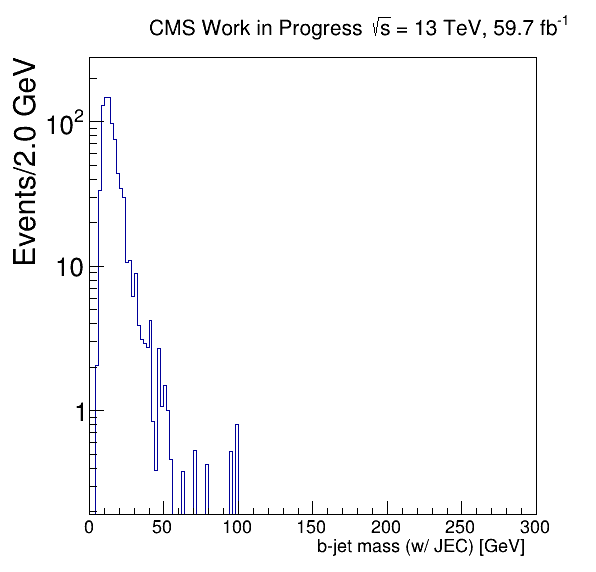 CMS Work in Progress √s = 13 TeV, 59.7 fb⁻¹
Events/2.0 GeV
10²
10
1
0 50 100 150 200 250 300
b-jet mass (w/ JEC) [GeV]